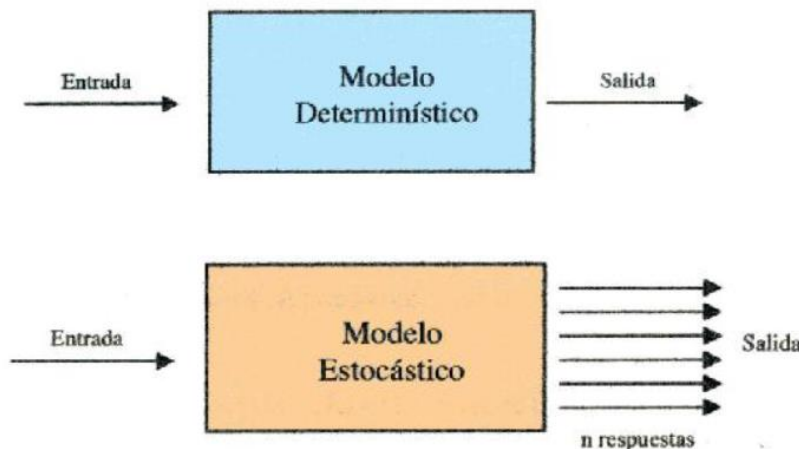 Entrada
Modelo
Determinístico
Salida
Entrada
Modelo
Estocástico
Salida
n respuestas